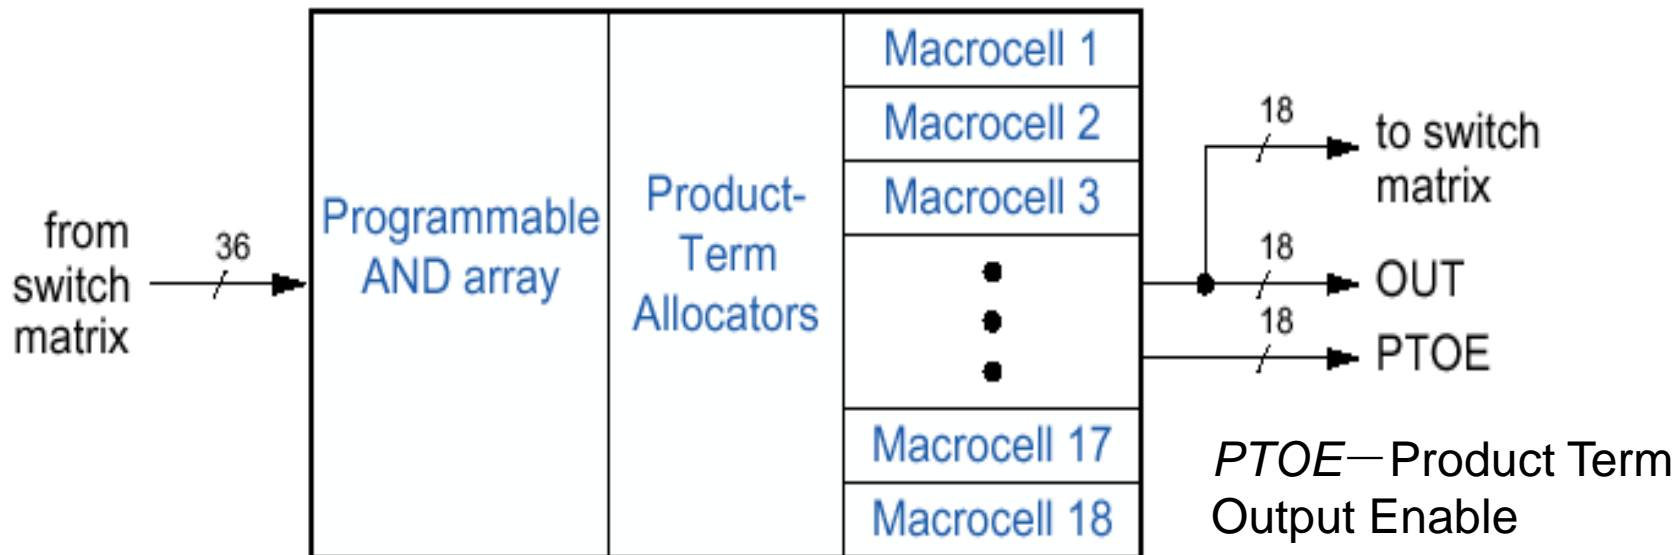 from
switch
matrix
36
Programmable
AND array
Product-
Term
Allocators
Macrocell 1
Macrocell 2
Macrocell 3
Macrocell 17
Macrocell 18
18
to switch
matrix
18
OUT
18
PTOE
PTOE—Product Term
Output Enable